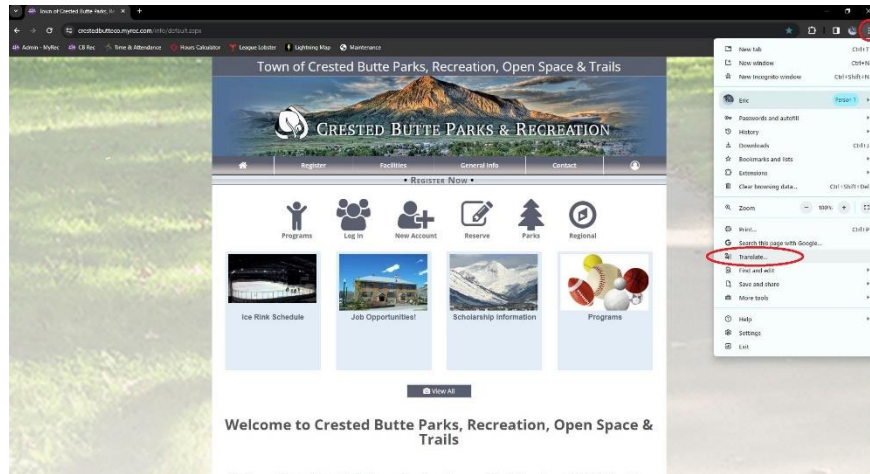 Town of Crested Butte Parks, Re
crestedbutteco.myrec.com/info/default.aspx
Admin - MyRec CB Rec Time & Attendance Hours Calculator League Lobster Lightning Map Maintenance
Town of Crested Butte Parks, Recreation, Open Space & Trails
CRESTED BUTTE PARKS & RECREATION
Register Facilities General Info Contact
• REGISTER NOW •
Programs Log In New Account Reserve Parks Regional
Ice Rink Schedule Job Opportunities! Scholarship Information Programs
View All
Welcome to Crested Butte Parks, Recreation, Open Space &
Trails
New tab Ctrl+T
New window Ctrl+N
New Incognito window Ctrl+Shift+N
Eric Person 1
Passwords and autofill
History
Downloads Ctrl+J
Bookmarks and lists
Extensions
Clear browsing data... Ctrl+Shift+Del
Zoom - 100% +
Print... Ctrl+P
Search this page with Google...
Translate...
Find and edit
Save and share
More tools
Help
Settings
Exit